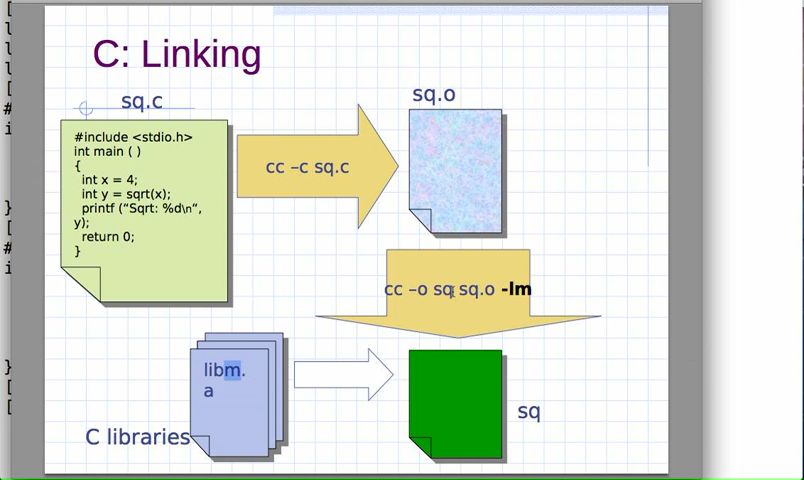 C: Linking
sq.c
sq.o
#include <stdio.h>
int main ( )
{
int x = 4;
int y = sqrt(x);
printf (“Sqrt: %d\n“,
y);
return 0;
}
cc –c sq.c
cc –o sq sq.o -lm
libm.
a
C libraries
sq